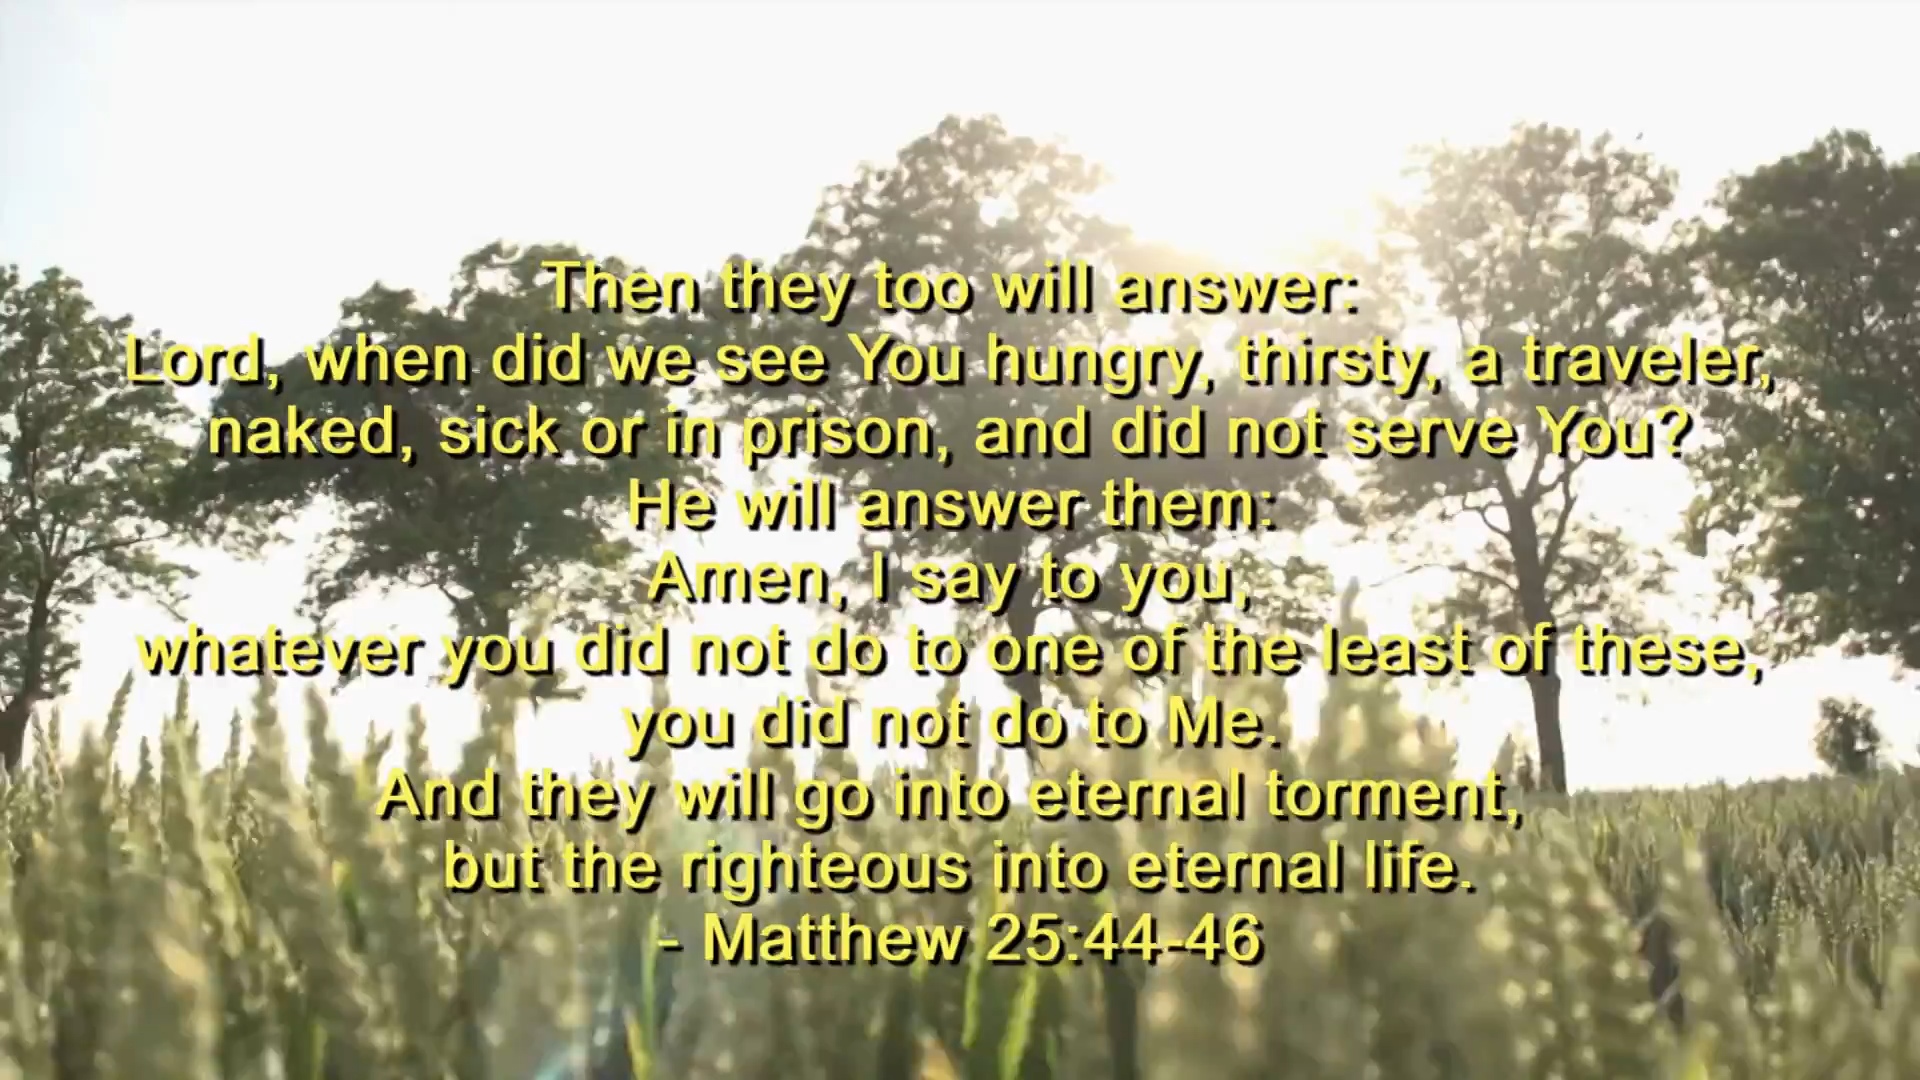 Then they too will answer:
Lord, when did we see You hungry, thirsty, a traveler,
naked, sick or in prison, and did not serve You?
He will answer them:
Amen, I say to you,
whatever you did not do to one of the least of these,
you did not do to Me.
And they will go into eternal torment,
but the righteous into eternal life.
- Matthew 25:44-46